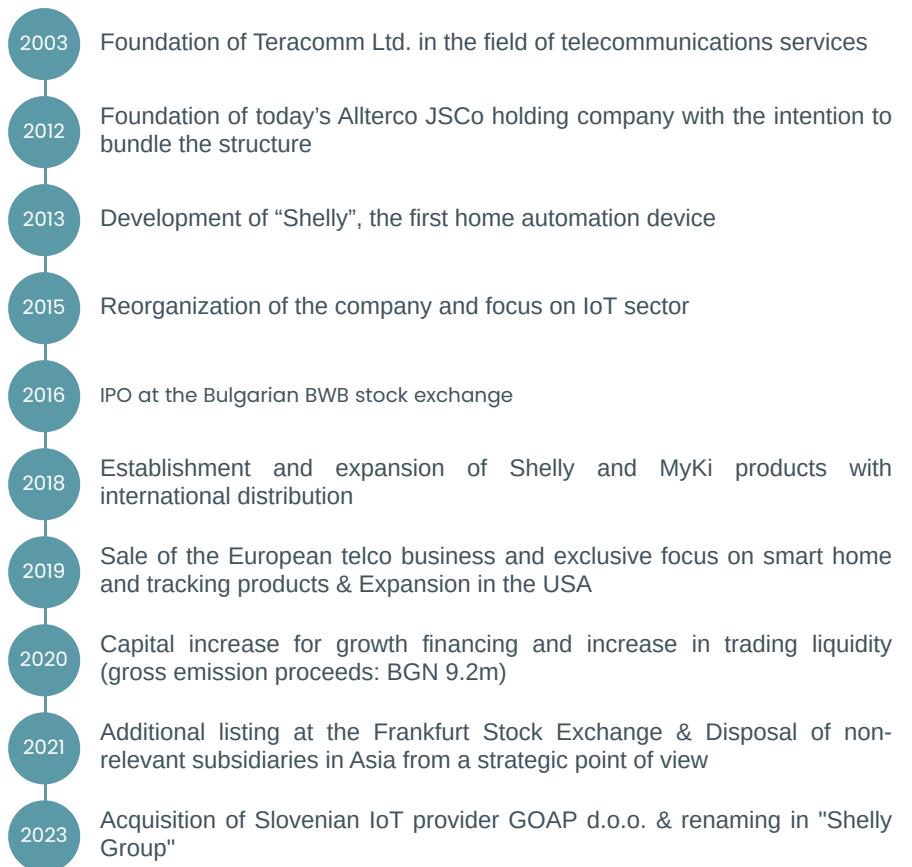 2003
Foundation of Teracomm Ltd. in the field of telecommunications services
2012
Foundation of today’s Allterco JSCo holding company with the intention to
bundle the structure
2013
Development of “Shelly”, the first home automation device
2015
Reorganization of the company and focus on IoT sector
2016
IPO at the Bulgarian BWB stock exchange
2018
Establishment and expansion of Shelly and MyKi products with
international distribution
2019
Sale of the European telco business and exclusive focus on smart home
and tracking products & Expansion in the USA
2020
Capital increase for growth financing and increase in trading liquidity
(gross emission proceeds: BGN 9.2m)
2021
Additional listing at the Frankfurt Stock Exchange & Disposal of non-
relevant subsidiaries in Asia from a strategic point of view
2023
Acquisition of Slovenian IoT provider GOAP d.o.o. & renaming in "Shelly
Group"